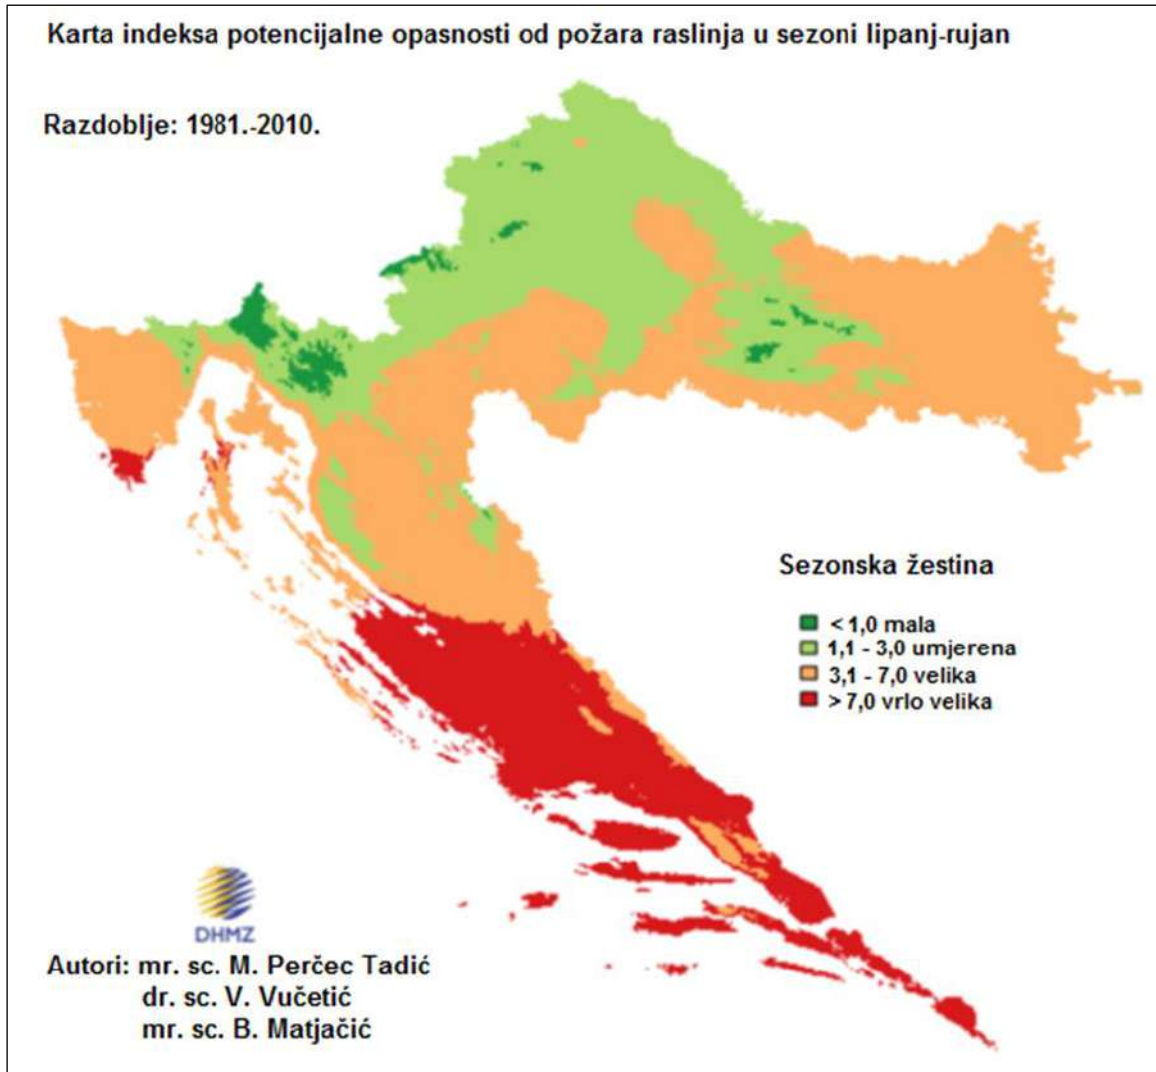 Karta indeksa potencijalne opasnosti od požara raslinja u sezoni lipanj-rujan
Razdoblje: 1981.-2010.
Sezonska žestina
< 1,0 mala
1,1 - 3,0 umjerena
3,1 - 7,0 velika
> 7,0 vrlo velika
DHMZ
Autori: mr. sc. M. Perčec Tadić
dr. sc. V. Vučetić
mr. sc. B. Matjačić